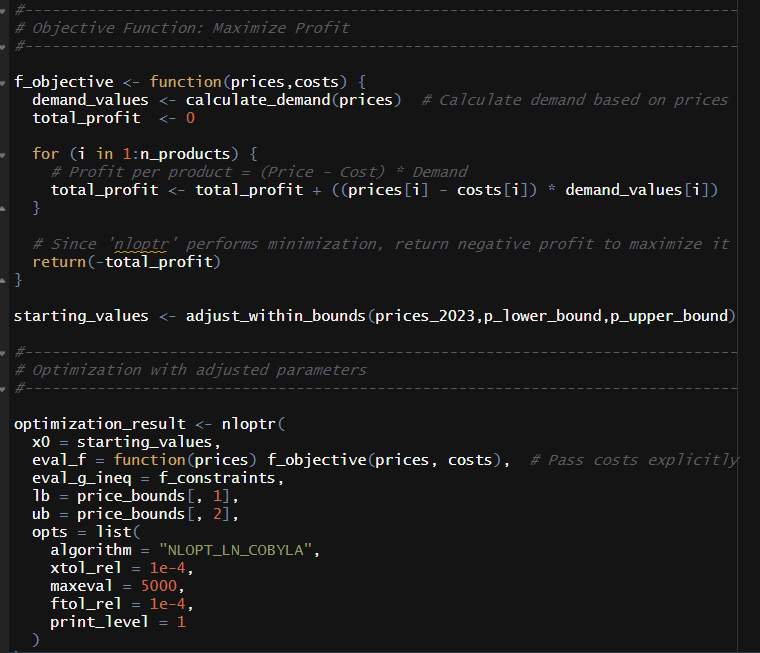 #-------------------------------------------------------------------------------
# Objective Function: Maximize Profit
#-------------------------------------------------------------------------------
f_objective <- function(prices,costs) {
  demand_values <- calculate_demand(prices)  # Calculate demand based on prices
  total_profit  <- 0
  for (i in 1:n_products) {
    # Profit per product = (Price - Cost) * Demand
    total_profit <- total_profit + ((prices[i] - costs[i]) * demand_values[i])
  }
  # Since 'nloptr' performs minimization, return negative profit to maximize it
  return(-total_profit)
}
starting_values <- adjust_within_bounds(prices_2023,p_lower_bound,p_upper_bound)
#-------------------------------------------------------------------------------
# Optimization with adjusted parameters
#-------------------------------------------------------------------------------
optimization_result <- nloptr(
  x0 = starting_values,
  eval_f = function(prices) f_objective(prices, costs),  # Pass costs explicitly
  eval_g_ineq = f_constraints,
  lb = price_bounds[, 1],
  ub = price_bounds[, 2],
  opts = list(
    algorithm = "NLOPT_LN_COBYLA",
    xtol_rel = 1e-4,
    maxeval = 5000,
    ftol_rel = 1e-4,
    print_level = 1
  )